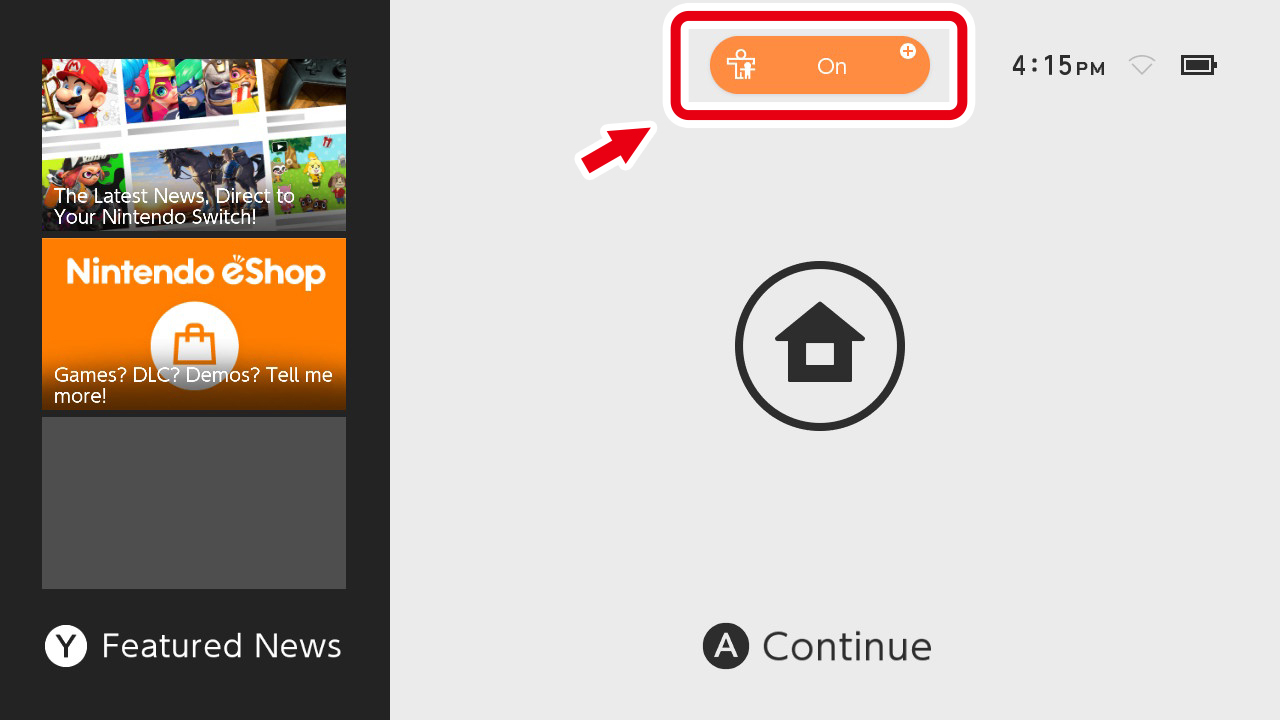 The Latest News, Direct to
Your Nintendo Switch!
Nintendo eShop
Games? DLC? Demos? Tell me
more!
Y Featured News
On
4:15PM
A Continue